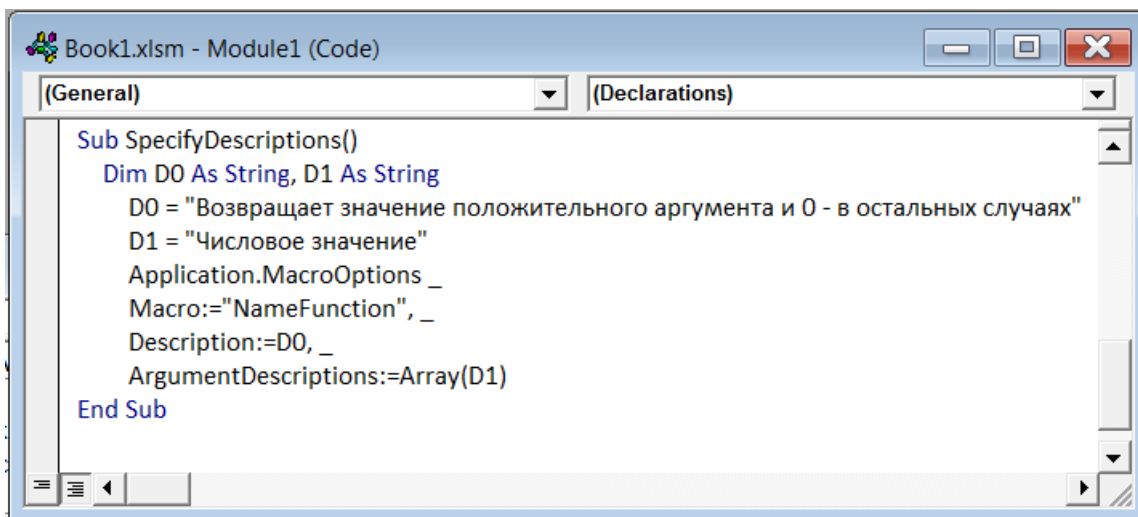 Book1.xlsm - Module1 (Code)
(General) (Declarations)
Sub SpecifyDescriptions()
Dim D0 As String, D1 As String
D0 = "Возвращает значение положительного аргумента и 0 - в остальных случаях"
D1 = "Числовое значение"
Application.MacroOptions _
Macro:="NameFunction", _
Description:=D0, _
ArgumentDescriptions:=Array(D1)
End Sub